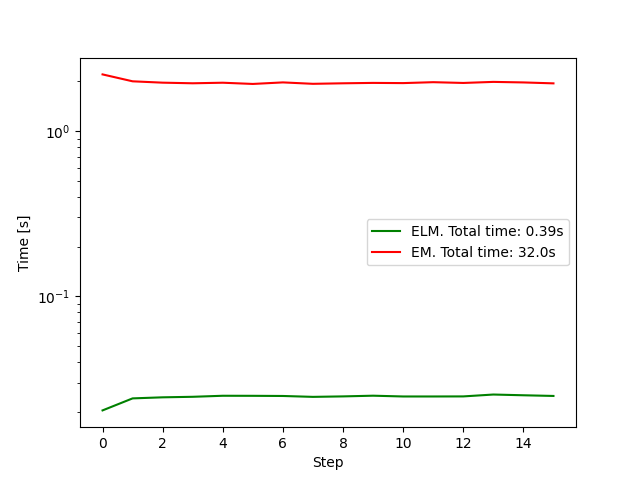 10⁰
10⁻¹
Time [s]
ELM. Total time: 0.39s
EM. Total time: 32.0s
0 2 4 6 8 10 12 14
Step